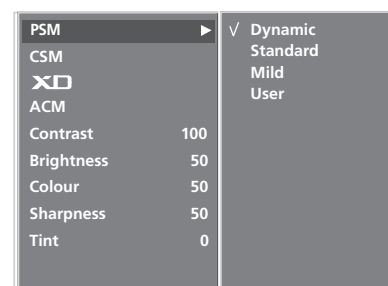 PSM ▶
CSM
XD
ACM
Contrast 100
Brightness 50
Colour 50
Sharpness 50
Tint 0
√ Dynamic
Standard
Mild
User